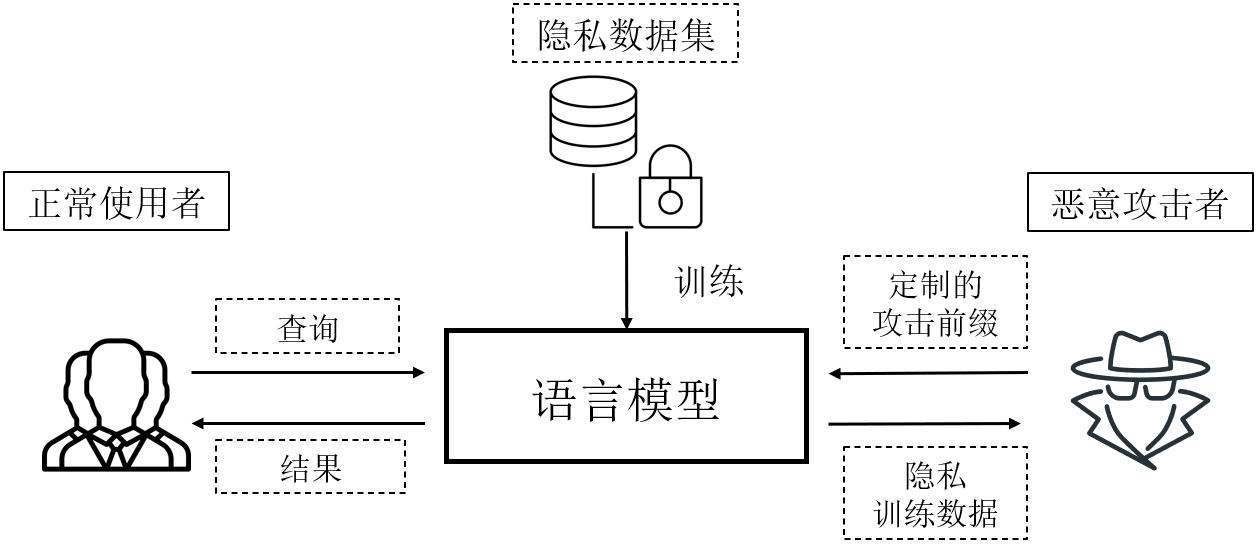 隐私数据集
正常使用者
恶意攻击者
训练
定制的
攻击前缀
查询
语言模型
结果
隐私
训练数据